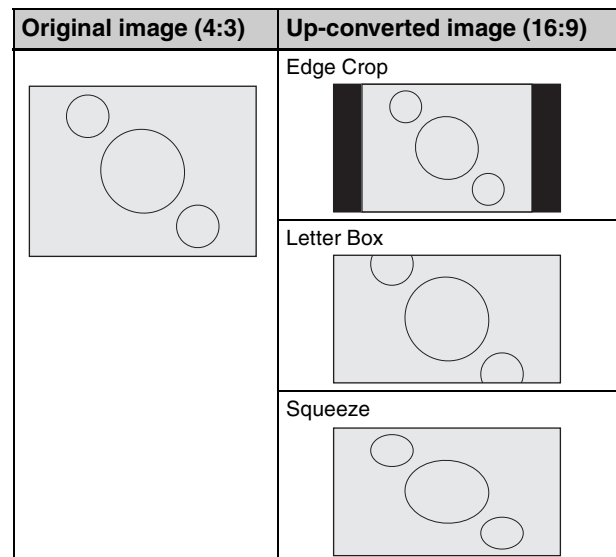 Original image (4:3)
Up-converted image (16:9)
Edge Crop
Letter Box
Squeeze